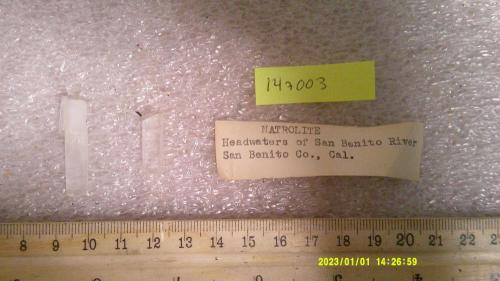 147003
NATROLITE
Headwaters of San Benito River
San Benito Co., Cal.
8 9 10 11 12 13 14 15 16 17 18 19 20 21 22
2023/01/01 14:26:59